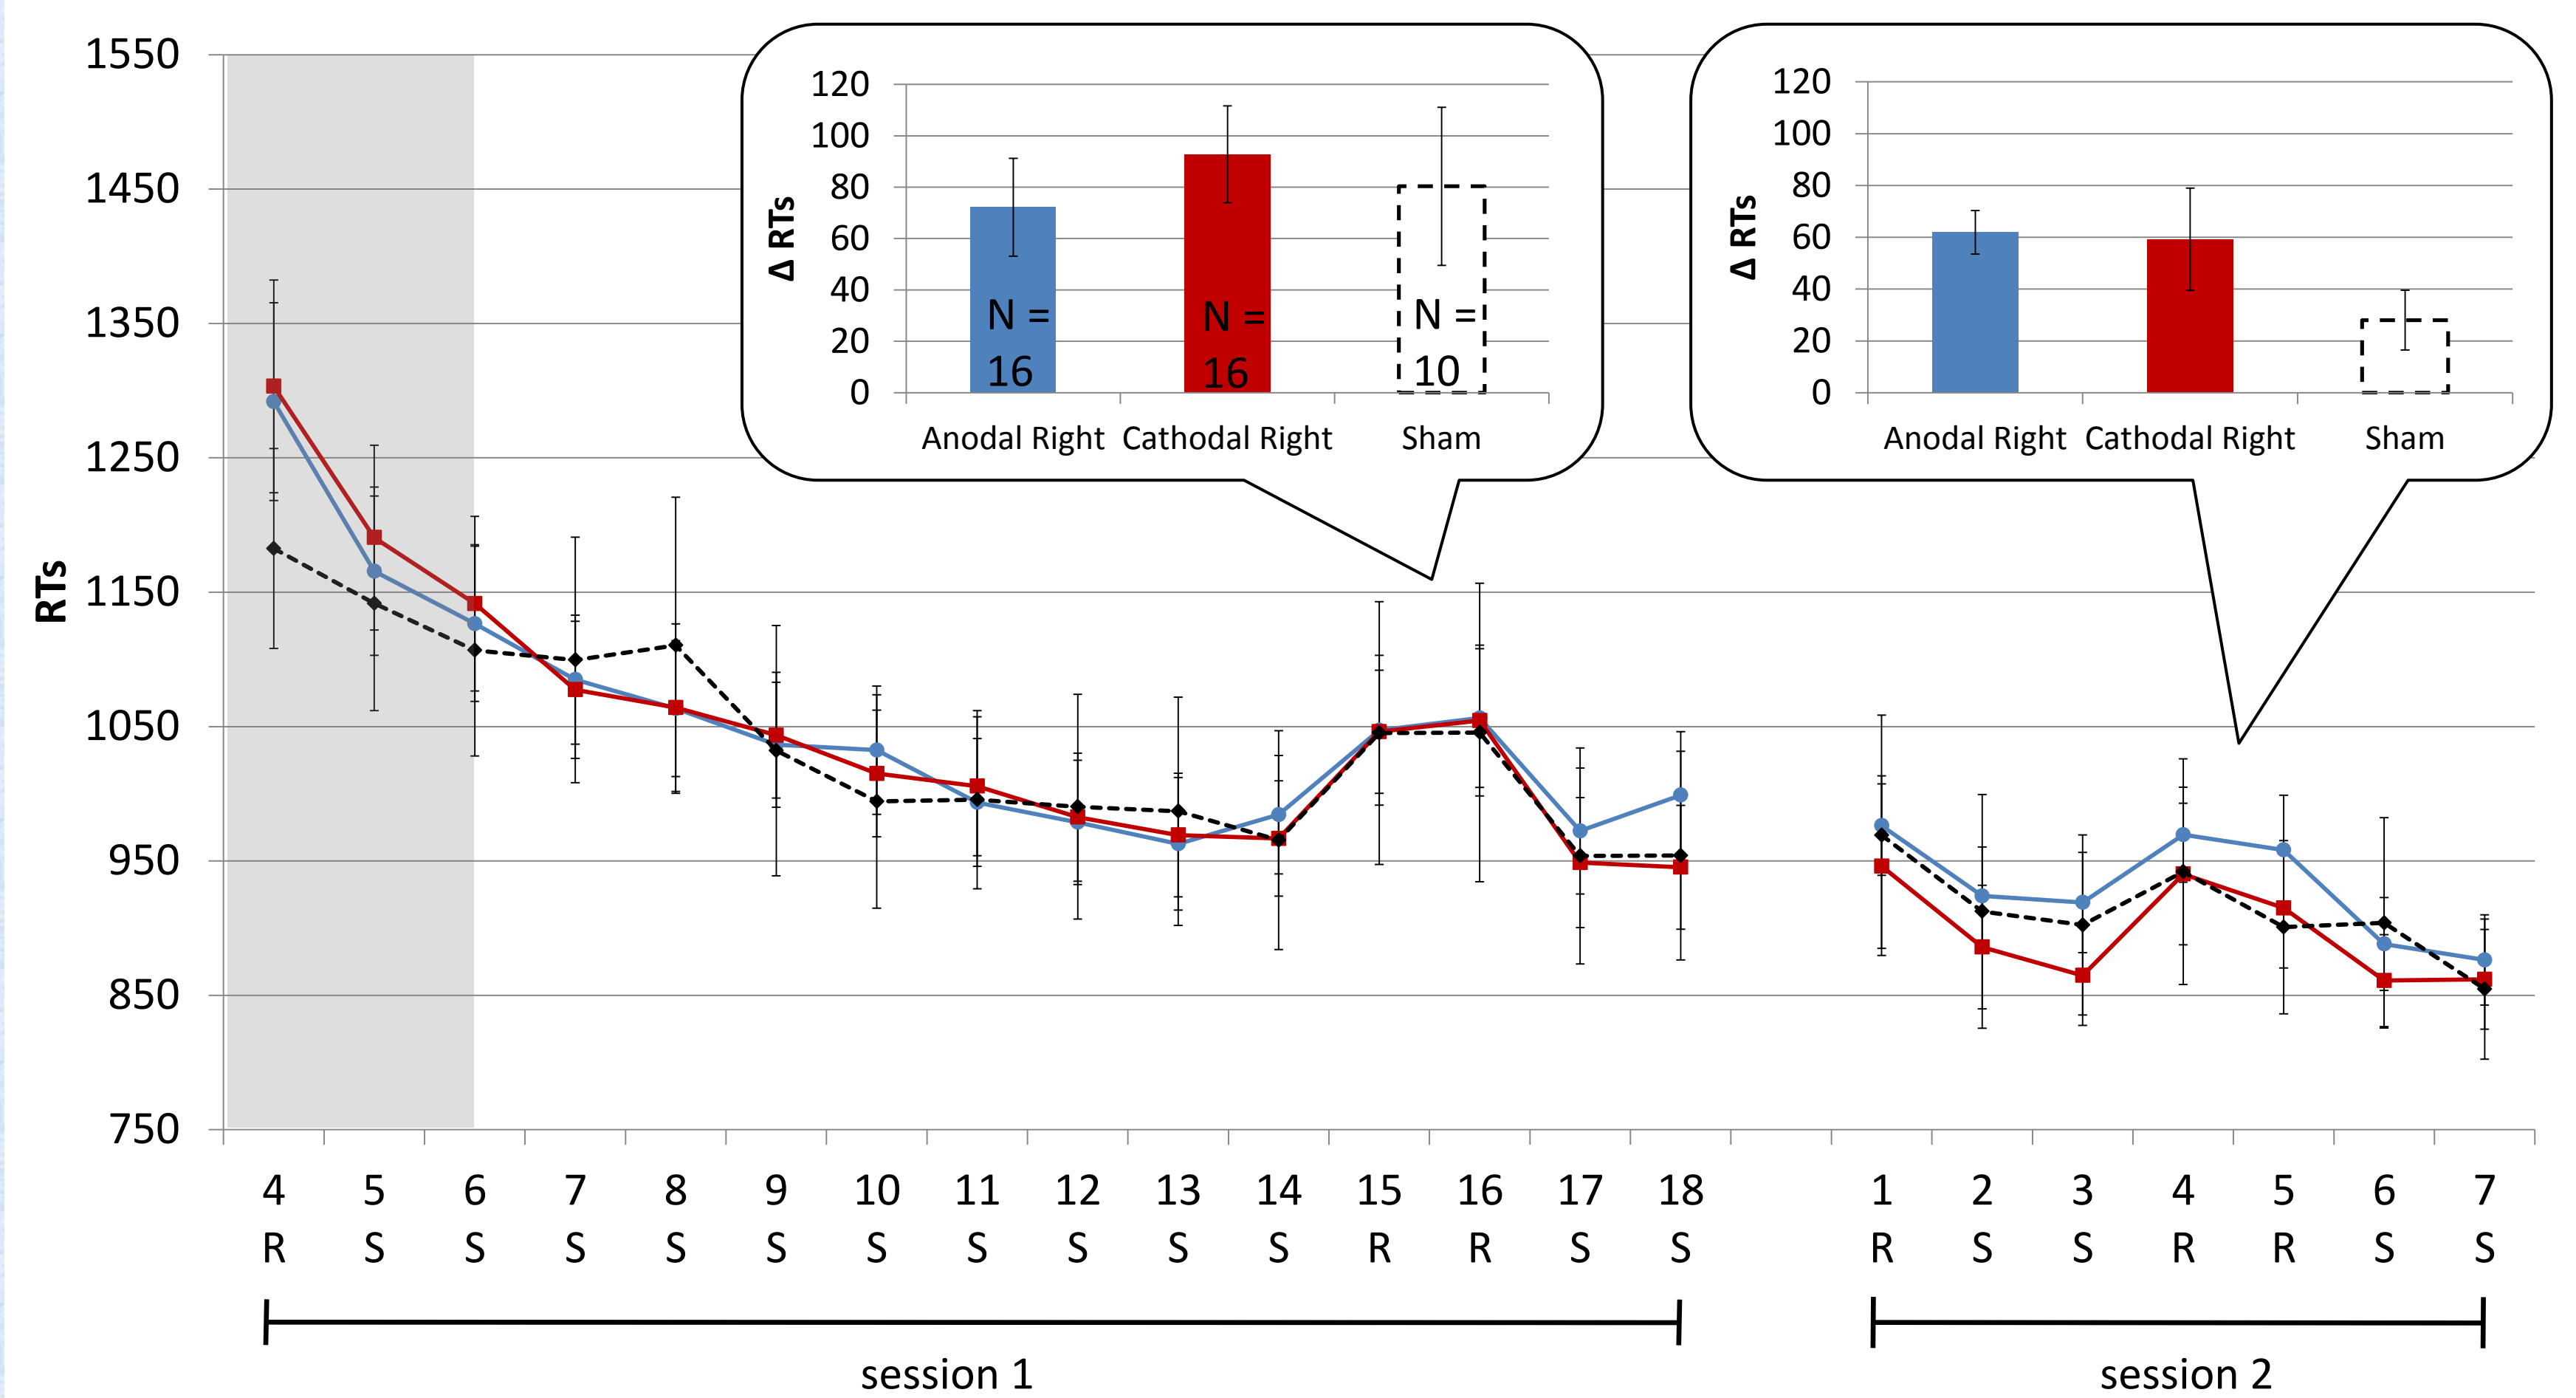 1550
1450
1350
1250
1150
1050
950
850
750
RTs
120
100
80
60
40
20
0
Δ RTs
N =
16
N =
16
N =
10
Anodal Right Cathodal Right Sham
120
100
80
60
40
20
0
Δ RTs
Anodal Right Cathodal Right Sham
4 5 6 7 8 9 10 11 12 13 14 15 16 17 18 1 2 3 4 5 6 7
R S S S S S S S S S S R R S S R S S R R S S
session 1 session 2